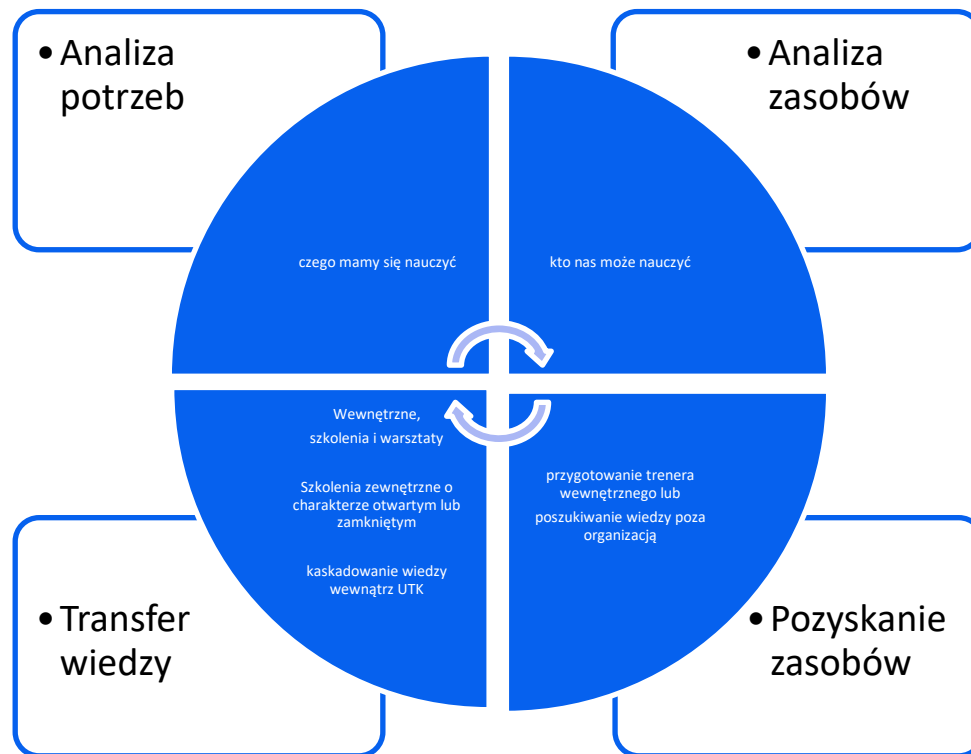 • Analiza
potrzeb
• Analiza
zasobów
czego mamy się nauczyć
kto nas może nauczyć
Wewnętrzne,
szkolenia i warsztaty
Szkolenia zewnętrzne o
charakterze otwartym lub
zamkniętym
kaskadowanie wiedzy
wewnątrz UTK
przygotowanie trenera
wewnętrznego lub
poszukiwanie wiedzy poza
organizacją
• Transfer
wiedzy
• Pozyskanie
zasobów